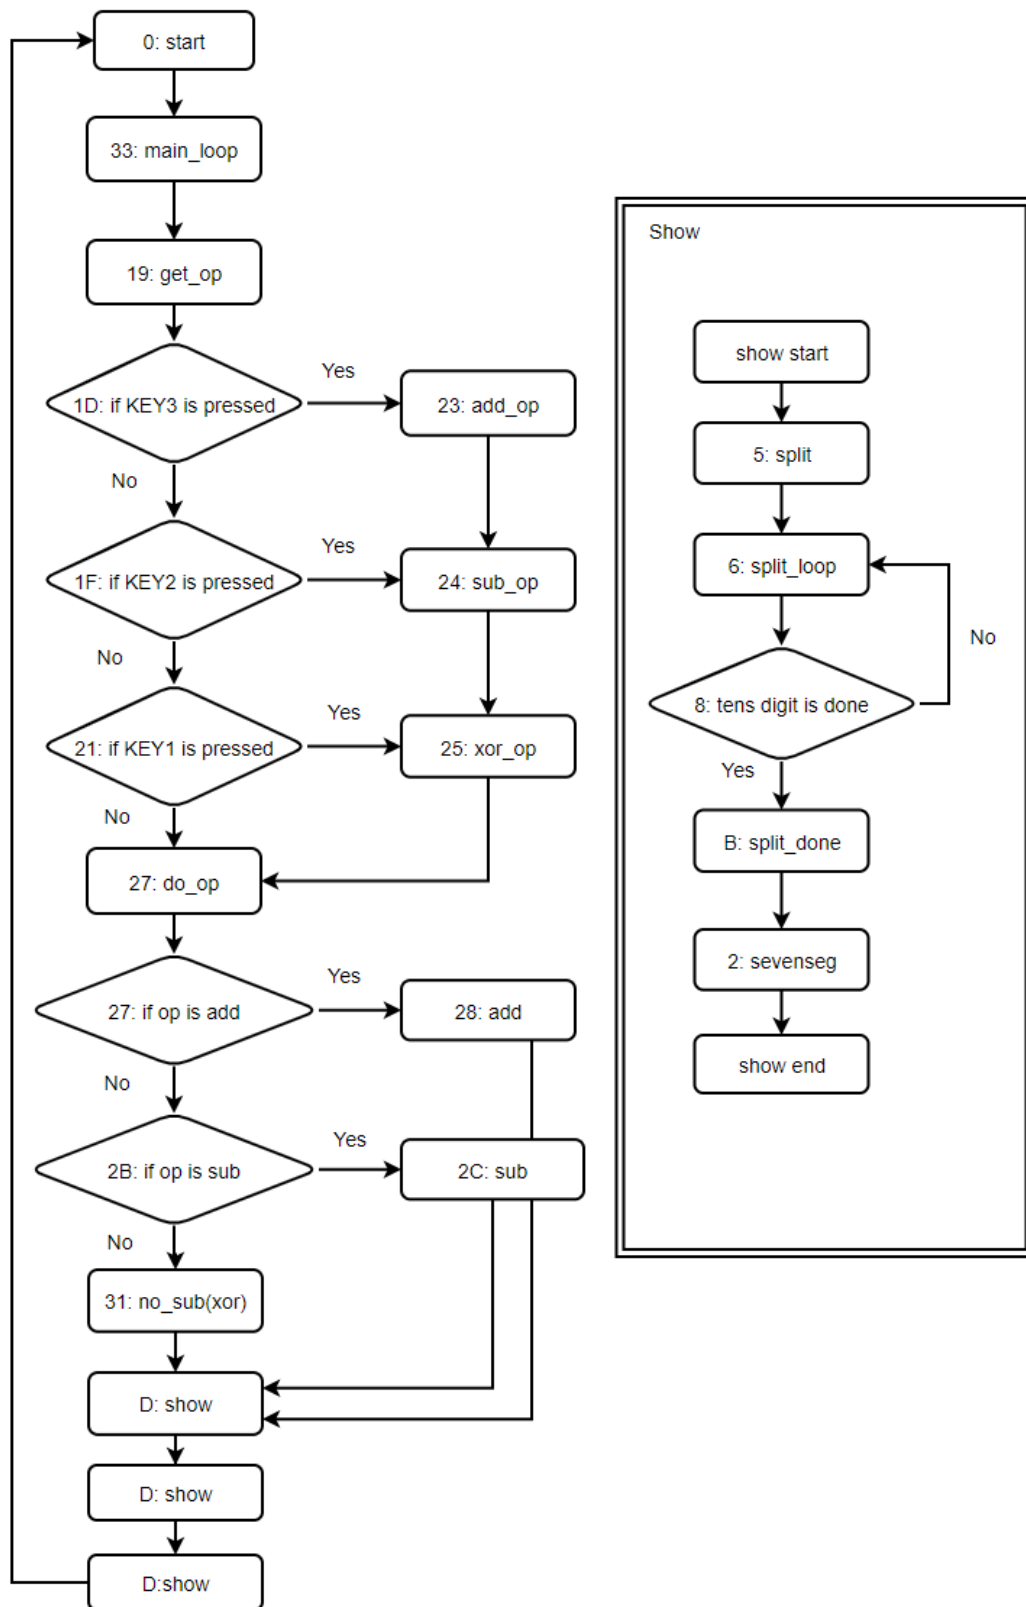 0: start
33: main_loop
19: get_op
1D: if KEY3 is pressed
Yes
23: add_op
No
1F: if KEY2 is pressed
Yes
24: sub_op
No
21: if KEY1 is pressed
Yes
25: xor_op
No
27: do_op
27: if op is add
Yes
28: add
No
2B: if op is sub
Yes
2C: sub
No
31: no_sub(xor)
D: show
D: show
D:show
Show
show start
5: split
6: split_loop
No
8: tens digit is done
Yes
B: split_done
2: sevenseg
show end